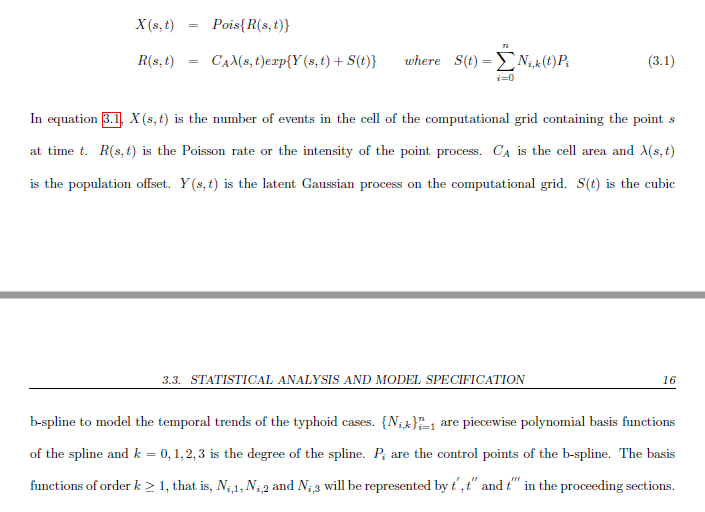 X(s,t) = Pois{R(s,t)}
R(s,t) = C_Aλ(s,t)exp{Y(s,t) + S(t)} where S(t) = ∑_{i=0}^{n} N_{i,k}(t)P_i (3.1)
In equation 3.1, X(s,t) is the number of events in the cell of the computational grid containing the point s
at time t. R(s,t) is the Poisson rate or the intensity of the point process. C_A is the cell area and λ(s,t)
is the population offset. Y(s,t) is the latent Gaussian process on the computational grid. S(t) is the cubic
3.3. STATISTICAL ANALYSIS AND MODEL SPECIFICATION 16
b-spline to model the temporal trends of the typhoid cases. {N_{i,k}}_{i=1}^{n} are piecewise polynomial basis functions
of the spline and k = 0, 1, 2, 3 is the degree of the spline. P_i are the control points of the b-spline. The basis
functions of order k ≥ 1, that is, N_{i,1}, N_{i,2} and N_{i,3} will be represented by t′, t″ and t‴ in the proceeding sections.